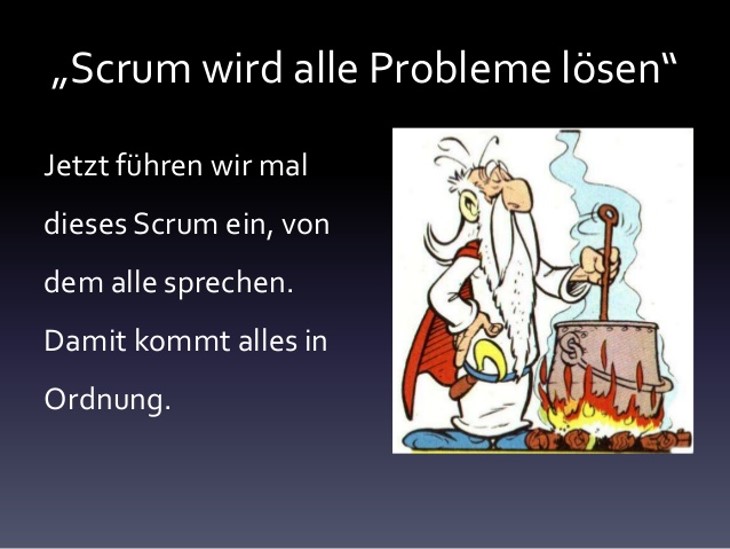 „Scrum wird alle Probleme lösen“
Jetzt führen wir mal
dieses Scrum ein, von
dem alle sprechen.
Damit kommt alles in
Ordnung.